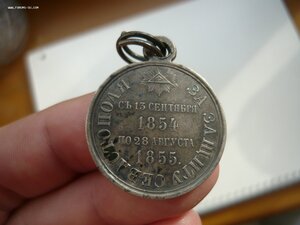 СЪ 13 СЕНТЯБРЯ
1854
ПО 28 АВГУСТА
1855.
ЗА ЗАЩИТУ СЕВАСТОПОЛЯ